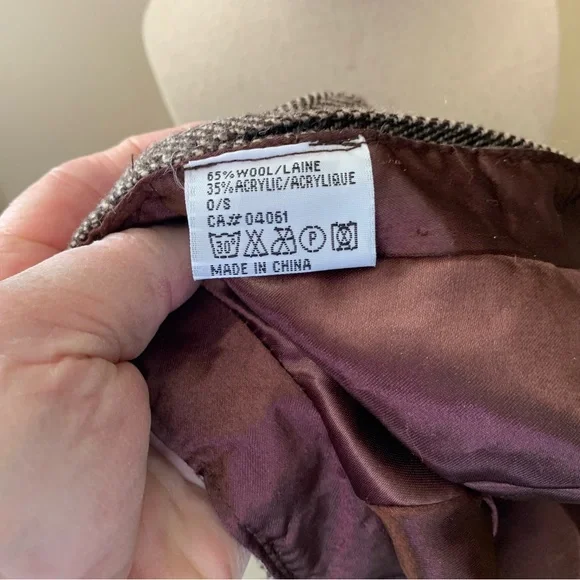 65% WOOL/LAINE
35% ACRYLIC/ACRYLIQUE
O/S
CA# 04061
30° P
MADE IN CHINA